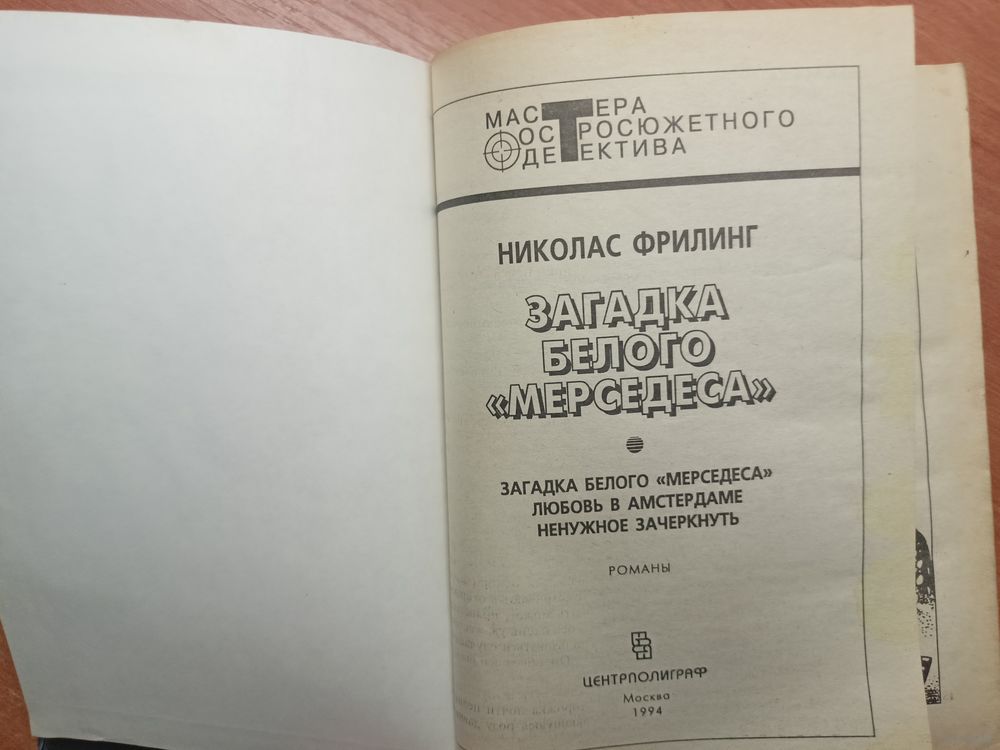 МАСТЕРА
ОСТРОСЮЖЕТНОГО
ДЕТЕКТИВА
НИКОЛАС ФРИЛИНГ
ЗАГАДКА
БЕЛОГО
«МЕРСЕДЕСА»
ЗАГАДКА БЕЛОГО «МЕРСЕДЕСА»
ЛЮБОВЬ В АМСТЕРДАМЕ
НЕНУЖНОЕ ЗАЧЕРКНУТЬ
РОМАНЫ
ЦЕНТРПОЛИГРАФ
Москва
1994